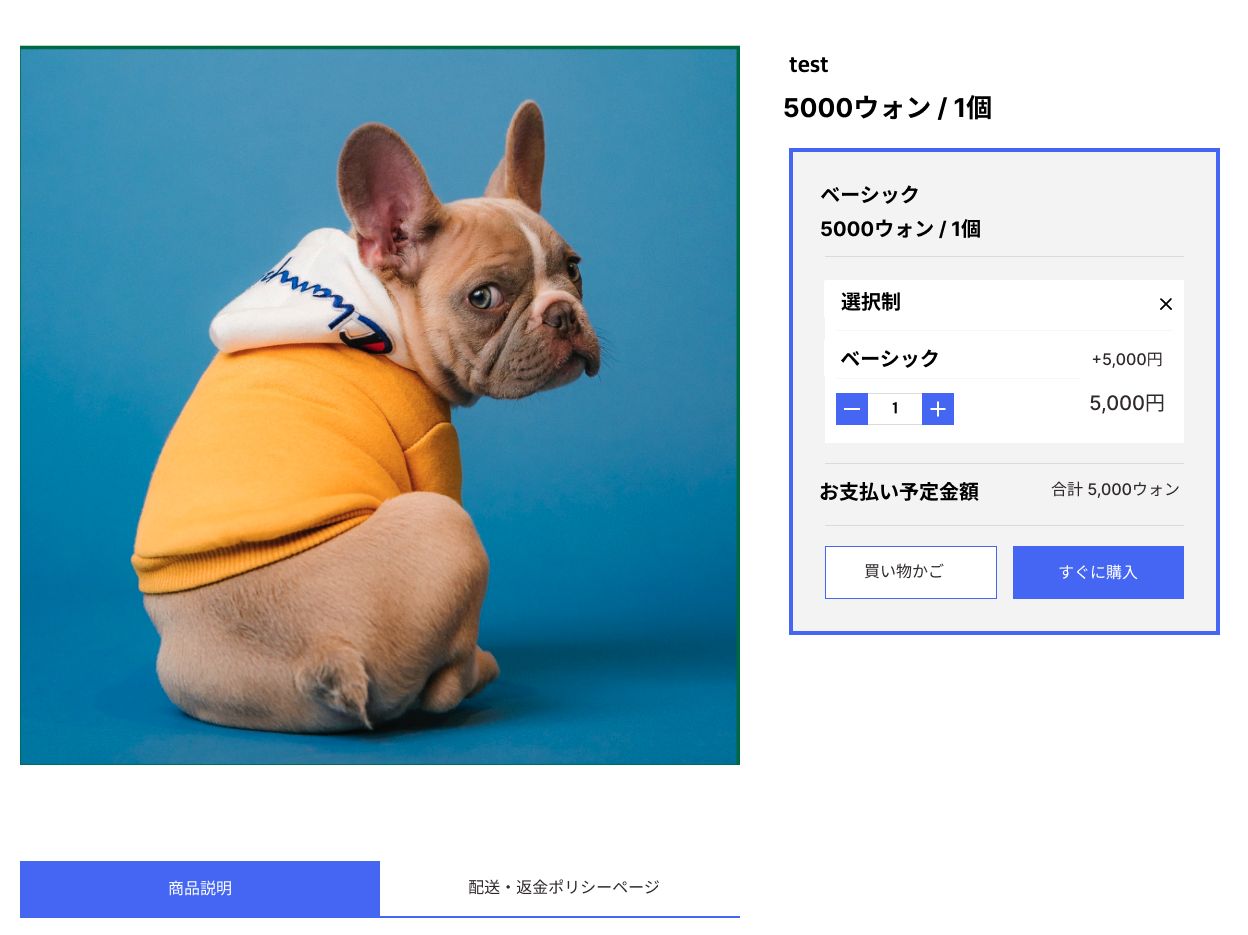 test
5000ウォン / 1個
ベーシック
5000ウォン / 1個
選択制
ベーシック
+5,000円
1
5,000円
お支払い予定金額
合計 5,000ウォン
買い物かご
すぐに購入
商品説明
配送・返金ポリシーページ